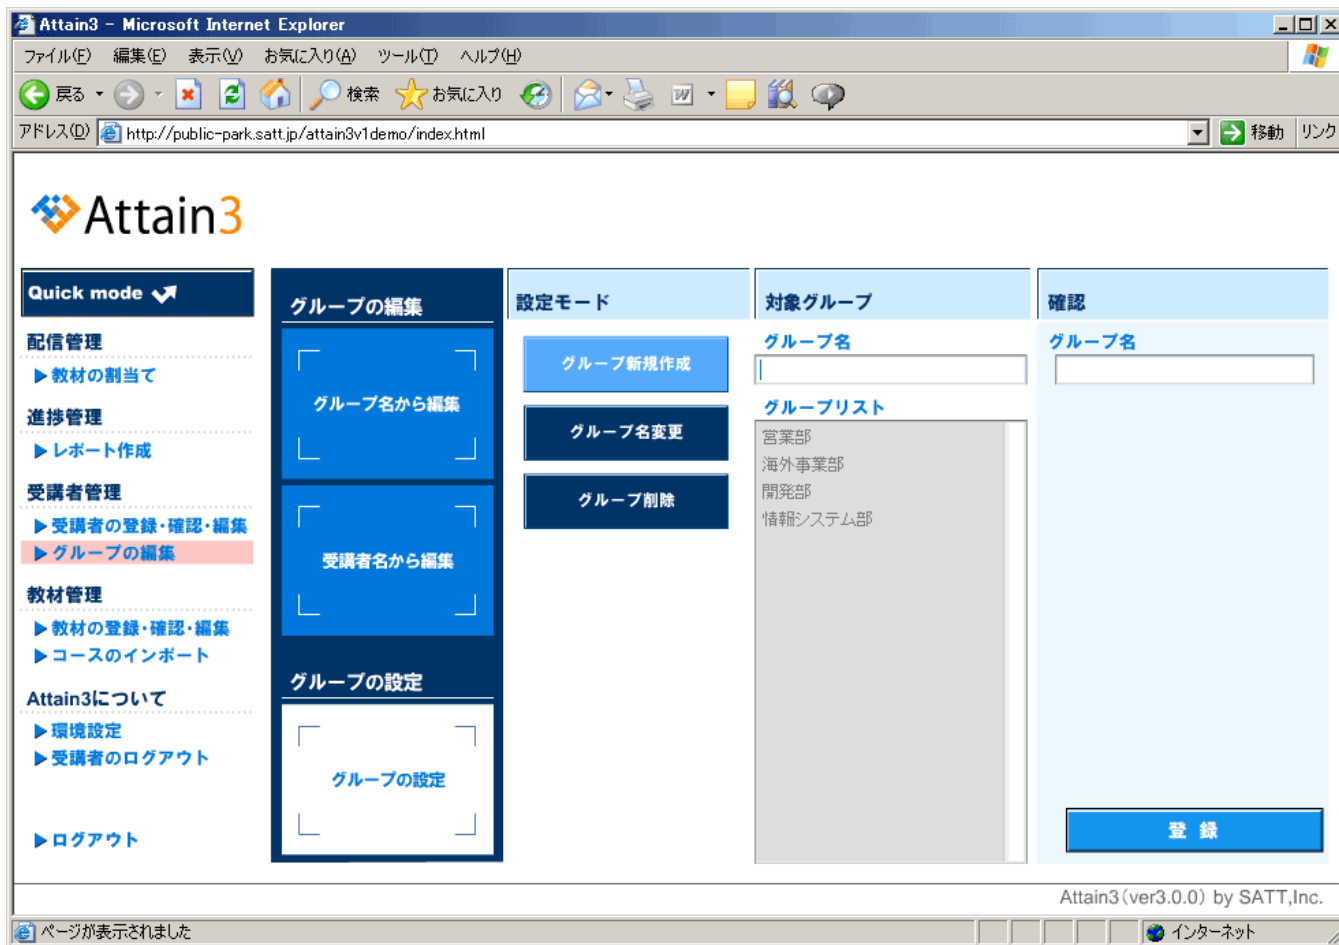 Attain3 - Microsoft Internet Explorer
ファイル(F) 編集(E) 表示(V) お気に入り(A) ツール(T) ヘルプ(H)
戻る 検索 お気に入り
アドレス(D) http://public-park.satt.jp/attain3v1demo/index.html 移動 リンク
Attain3
Quick mode
配信管理
▶教材の割当て
進捗管理
▶レポート作成
受講者管理
▶受講者の登録・確認・編集
▶グループの編集
教材管理
▶教材の登録・確認・編集
▶コースのインポート
Attain3について
▶環境設定
▶受講者のログアウト
▶ログアウト
グループの編集
グループ名から編集
受講者名から編集
グループの設定
グループの設定
設定モード
グループ新規作成
グループ名変更
グループ削除
対象グループ
グループ名
グループリスト
営業部
海外事業部
開発部
情報システム部
確認
グループ名
登 録
Attain3(ver3.0.0) by SATT,Inc.
ページが表示されました インターネット